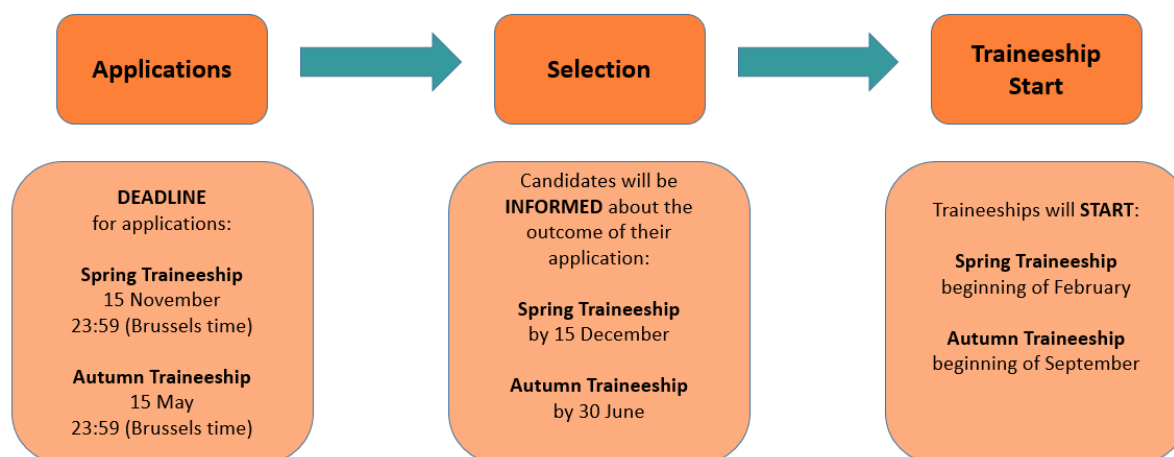 Applications
Selection
Traineeship
Start
DEADLINE
for applications:
Spring Traineeship
15 November
23:59 (Brussels time)
Autumn Traineeship
15 May
23:59 (Brussels time)
Candidates will be
INFORMED about the
outcome of their
application:
Spring Traineeship
by 15 December
Autumn Traineeship
by 30 June
Traineeships will START:
Spring Traineeship
beginning of February
Autumn Traineeship
beginning of September